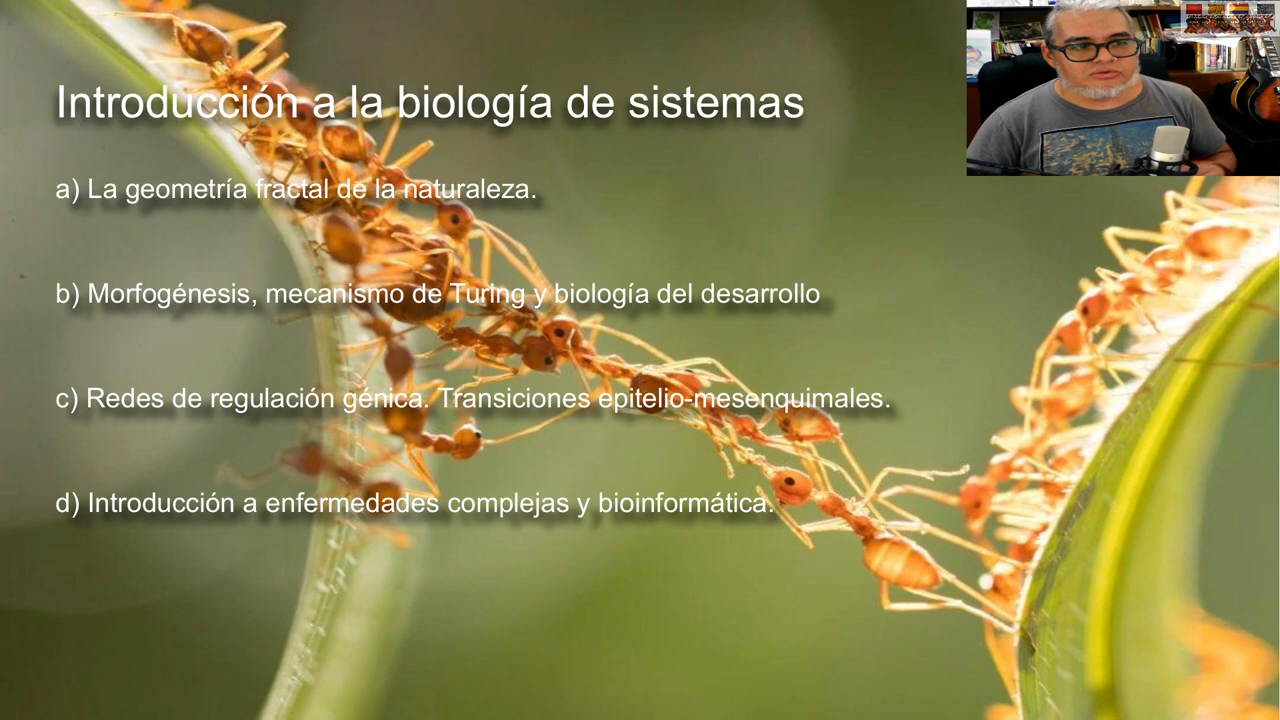 Introducción a la biología de sistemas
a) La geometría fractal de la naturaleza.
b) Morfogénesis, mecanismo de Turing y biología del desarrollo
c) Redes de regulación génica. Transiciones epitelio-mesenquimales.
d) Introducción a enfermedades complejas y bioinformática.